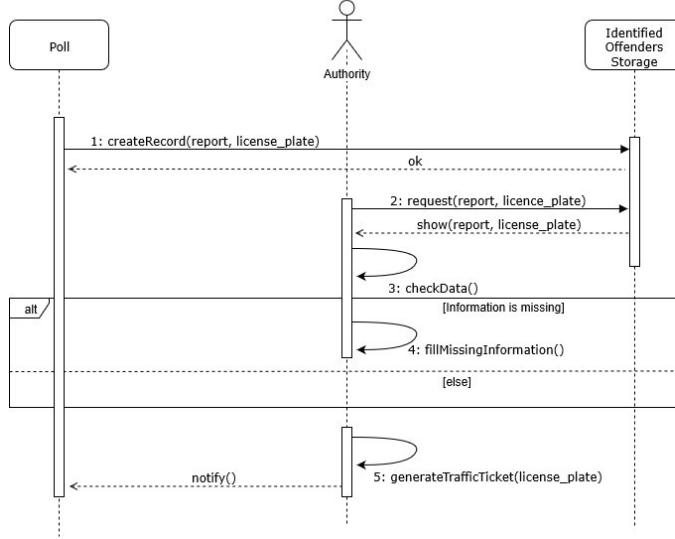 Poll
Authority
Identified
Offenders
Storage
1: createRecord(report, license_plate)
ok
2: request(report, licence_plate)
show(report, license_plate)
3: checkData()
alt
[Information is missing]
4: fillMissingInformation()
[else]
5: generateTrafficTicket(license_plate)
notify()